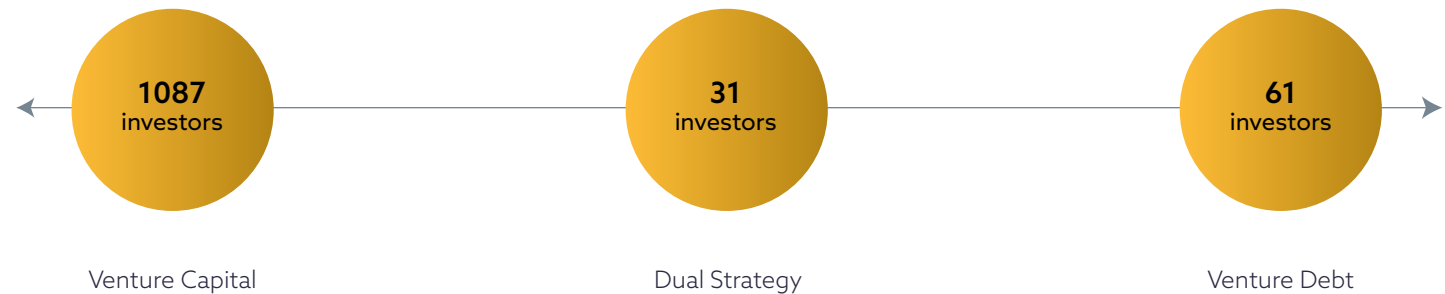 1087
investors
31
investors
61
investors
Venture Capital
Dual Strategy
Venture Debt